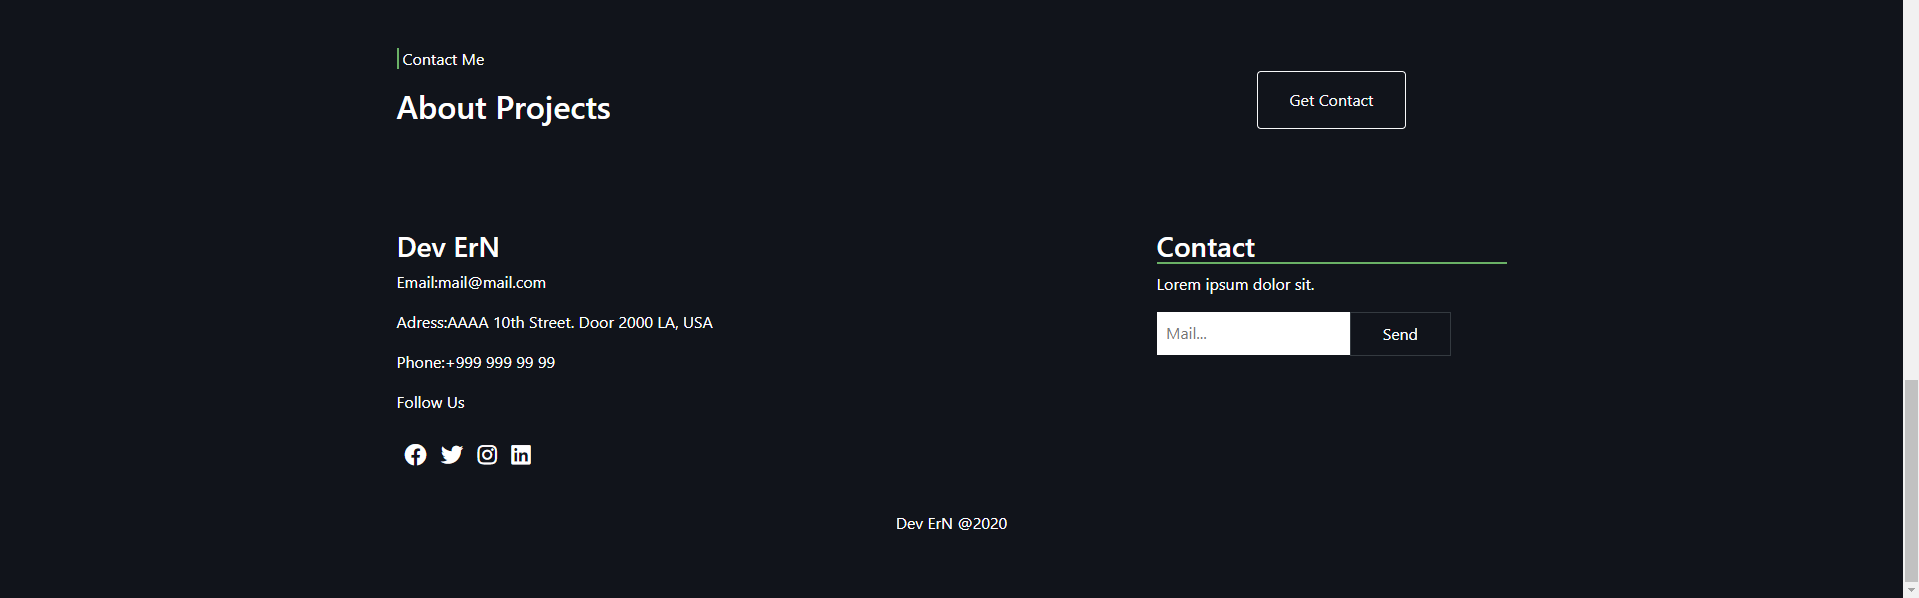 Contact Me
About Projects
Get Contact
Dev ErN
Email:mail@mail.com
Adress:AAAA 10th Street. Door 2000 LA, USA
Phone:+999 999 99 99
Follow Us
Contact
Lorem ipsum dolor sit.
Mail...
Send
Dev ErN @2020